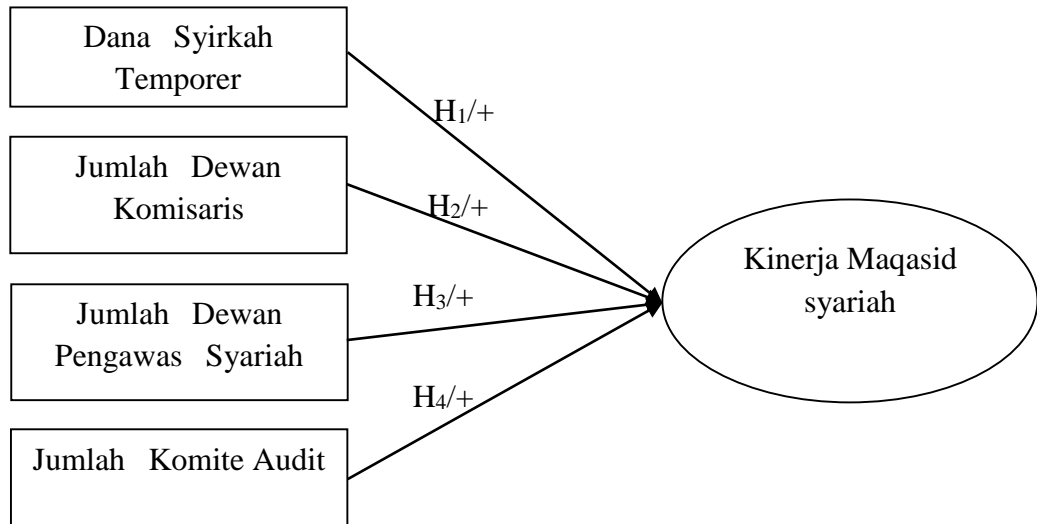 Dana Syirkah
Temporer
H₁/+
Jumlah Dewan
Komisaris
H₂/+
Kinerja Maqasid
syariah
Jumlah Dewan
Pengawas Syariah
H₃/+
H₄/+
Jumlah Komite Audit